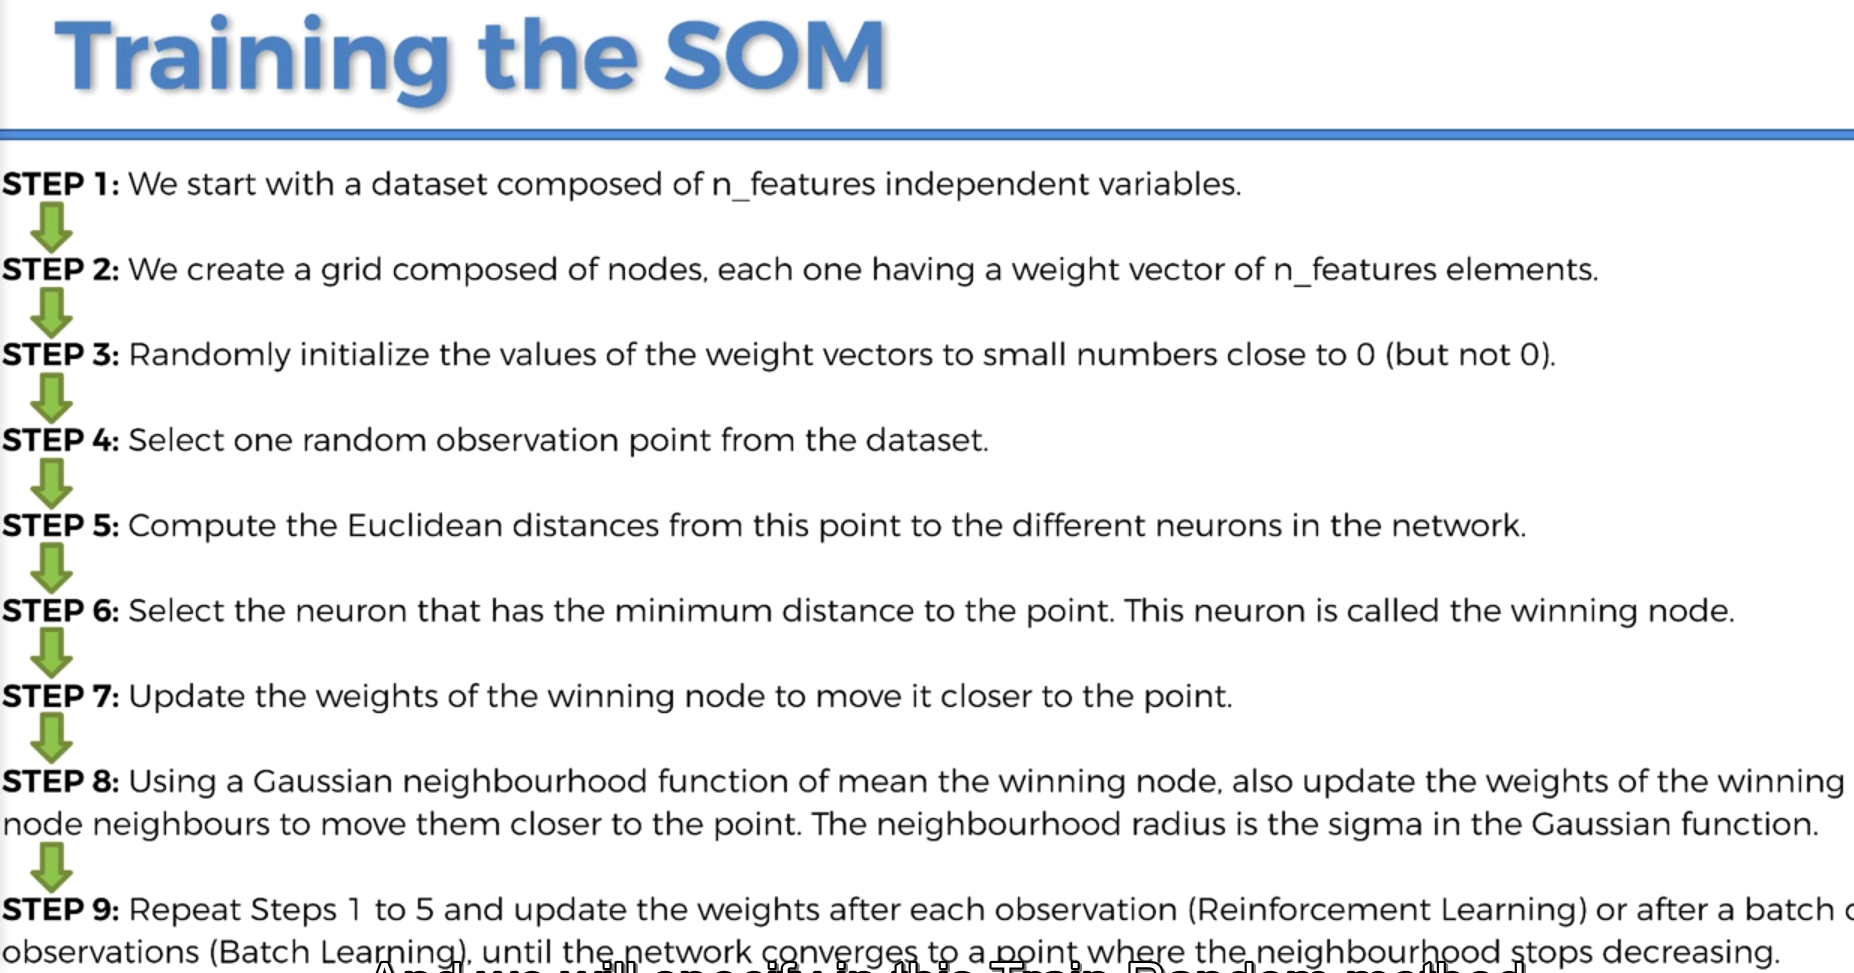 Training the SOM
STEP 1: We start with a dataset composed of n_features independent variables.
STEP 2: We create a grid composed of nodes, each one having a weight vector of n_features elements.
STEP 3: Randomly initialize the values of the weight vectors to small numbers close to 0 (but not 0).
STEP 4: Select one random observation point from the dataset.
STEP 5: Compute the Euclidean distances from this point to the different neurons in the network.
STEP 6: Select the neuron that has the minimum distance to the point. This neuron is called the winning node.
STEP 7: Update the weights of the winning node to move it closer to the point.
STEP 8: Using a Gaussian neighbourhood function of mean the winning node, also update the weights of the winning
node neighbours to move them closer to the point. The neighbourhood radius is the sigma in the Gaussian function.
STEP 9: Repeat Steps 1 to 5 and update the weights after each observation (Reinforcement Learning) or after a batch
observations (Batch Learning), until the network converges to a point where the neighbourhood stops decreasing.
And we will specify in this Train Random method